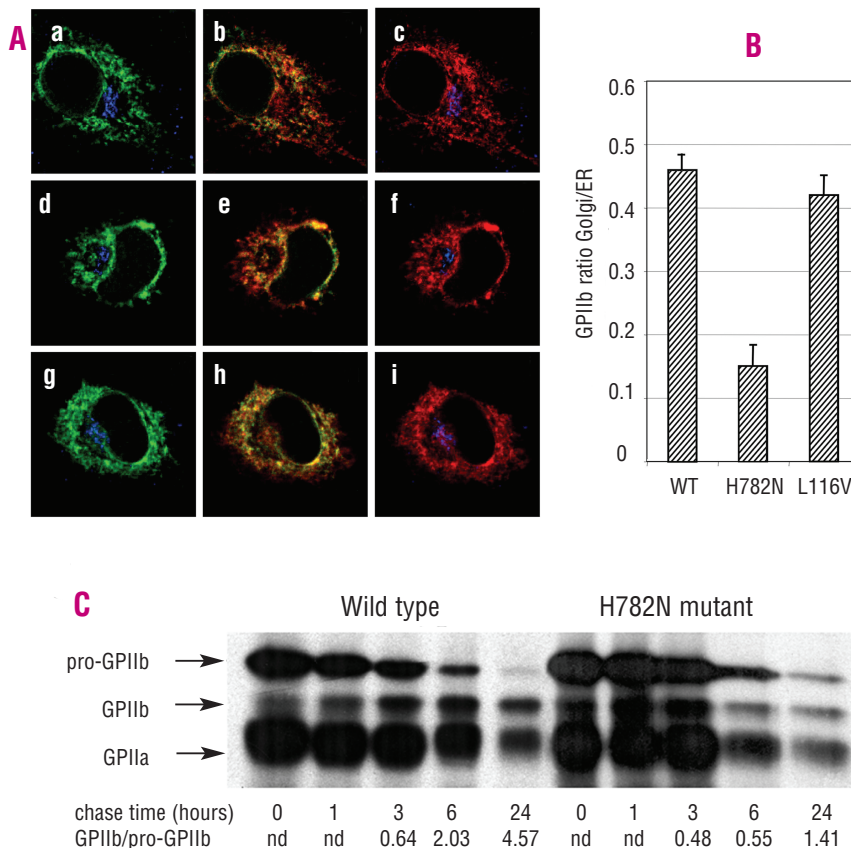 A
a b c
d e f
g h i
B
GPIIb ratio Golgi/ER
0.6
0.5
0.4
0.3
0.2
0.1
0
WT H782N L116V
C
Wild type H782N mutant
pro-GPIIb
GPIIb
GPIIa
chase time (hours) 0 1 3 6 24 0 1 3 6 24
GPIIb/pro-GPIIb nd nd 0.64 2.03 4.57 nd nd 0.48 0.55 1.41